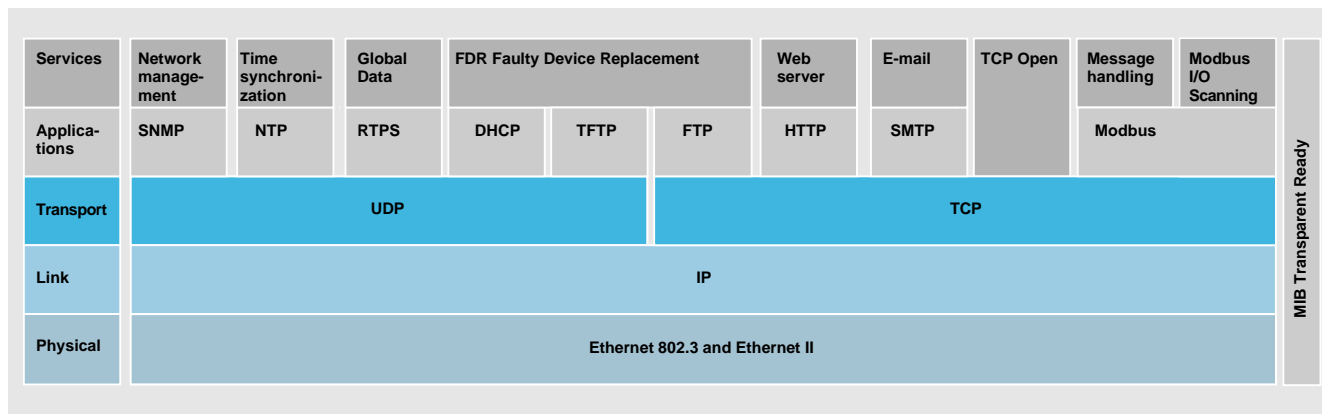 Services
Network
manage-
ment
Time
synchroni-
zation
Global
Data
FDR Faulty Device Replacement
Web
server
E-mail
TCP Open
Message
handling
Modbus
I/O
Scanning
Applica-
tions
SNMP
NTP
RTPS
DHCP
TFTP
FTP
HTTP
SMTP
Modbus
Transport
UDP
TCP
Link
IP
Physical
Ethernet 802.3 and Ethernet II
MIB Transparent Ready